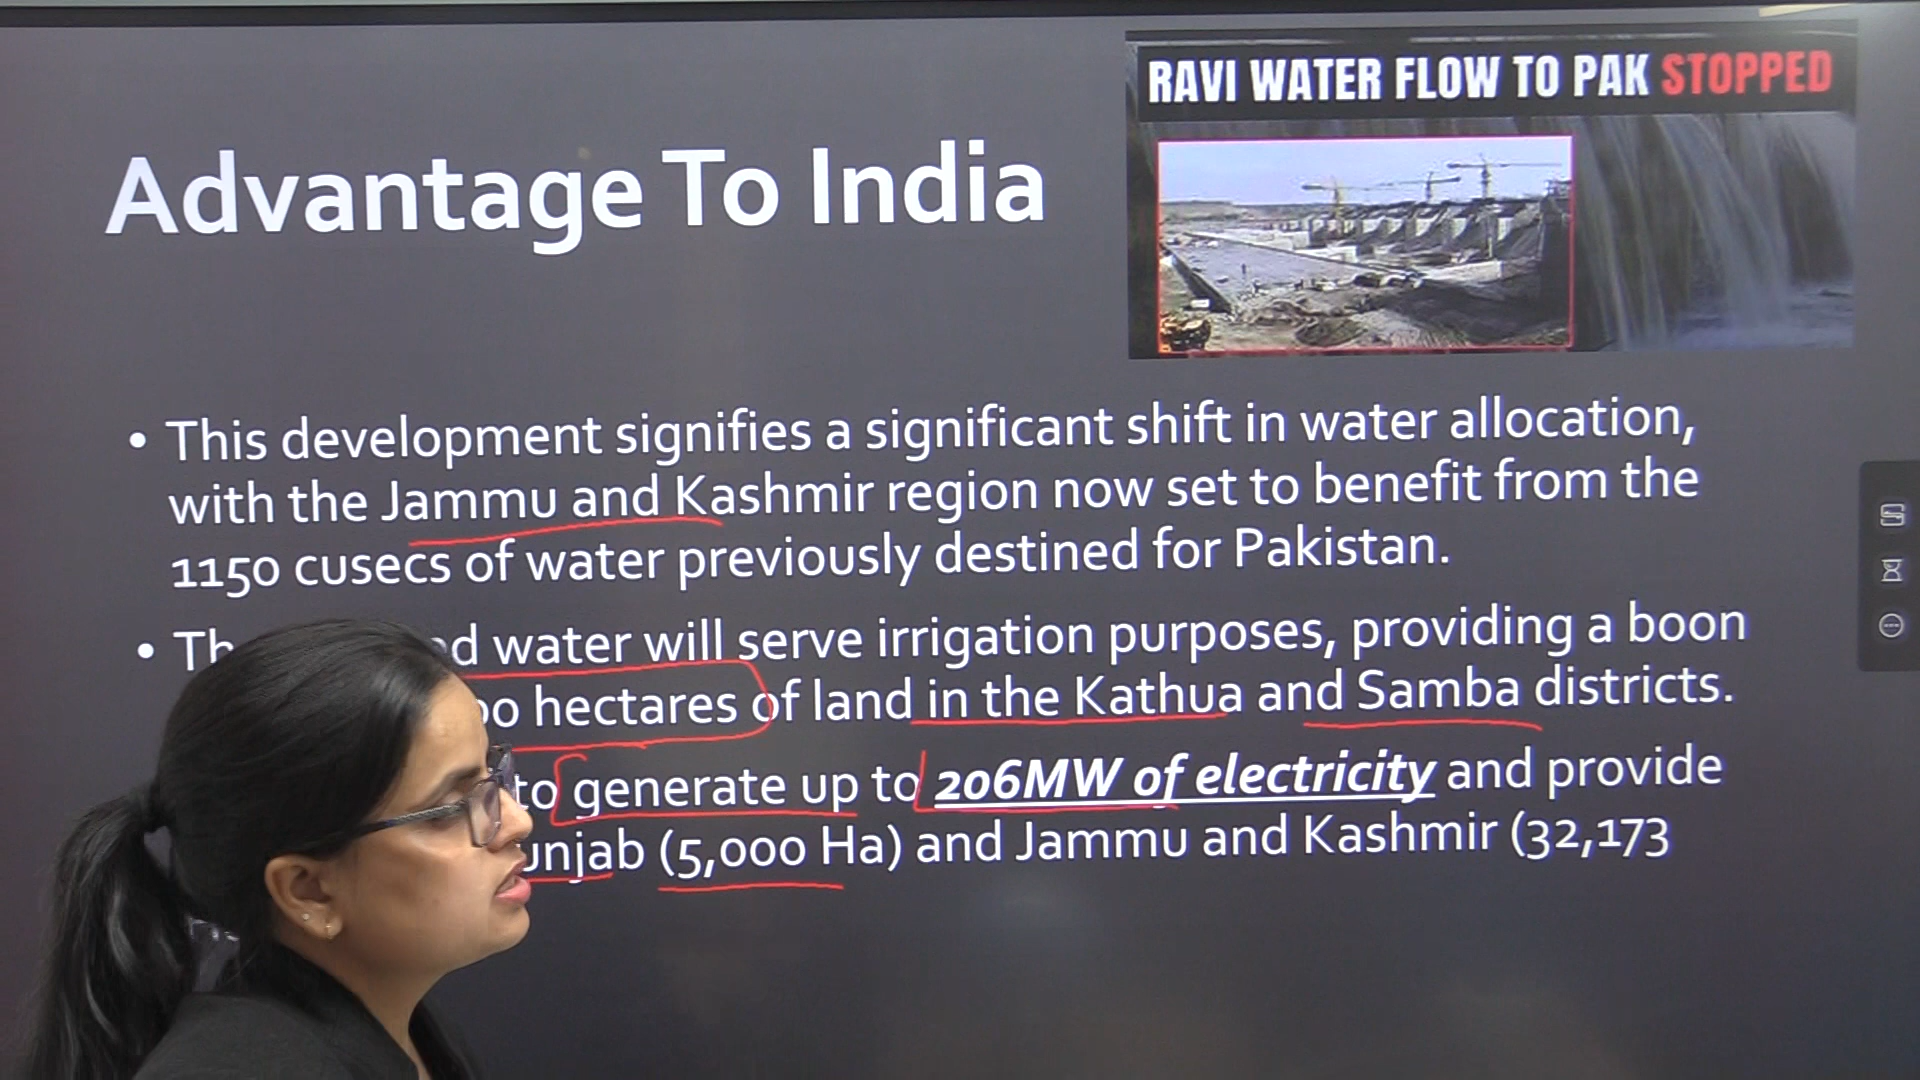 RAVI WATER FLOW TO PAK STOPPED
Advantage To India
• This development signifies a significant shift in water allocation,
with the Jammu and Kashmir region now set to benefit from the
1150 cusecs of water previously destined for Pakistan.
• water will serve irrigation purposes, providing a boon
hectares of land in the Kathua and Samba districts.
to generate up to 206MW of electricity and provide
(5,000 Ha) and Jammu and Kashmir (32,173